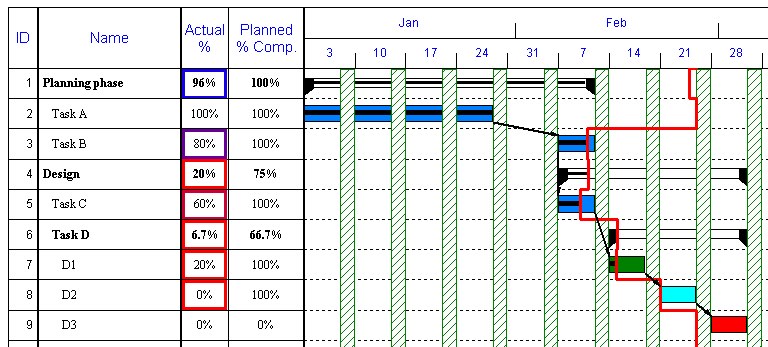 ID Name Actual % Planned % Comp. Jan Feb
3 10 17 24 31 7 14 21 28
1 Planning phase 96% 100%
2 Task A 100% 100%
3 Task B 80% 100%
4 Design 20% 75%
5 Task C 60% 100%
6 Task D 6.7% 66.7%
7 D1 20% 100%
8 D2 0% 100%
9 D3 0% 0%